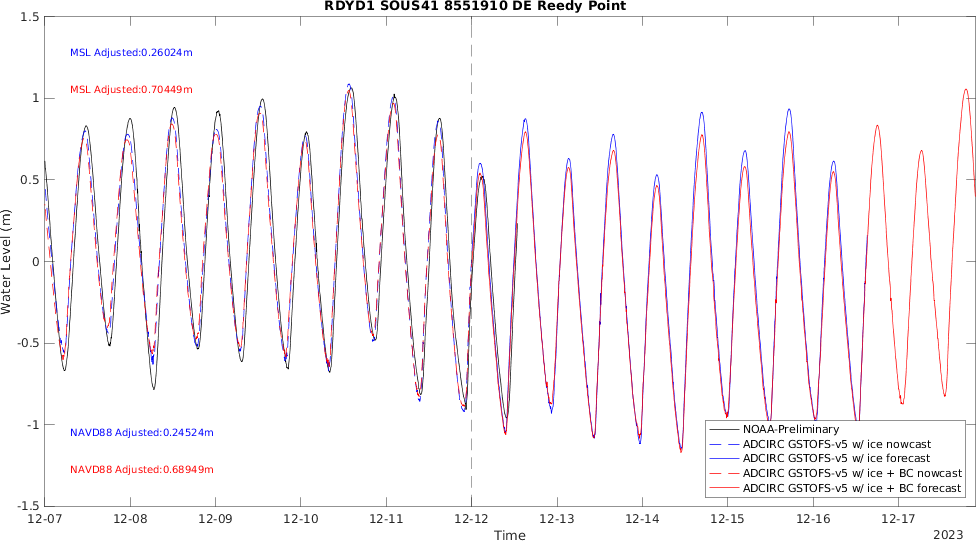 RDYD1 SOUS41 8551910 DE Reedy Point
1.5
1
0.5
0
-0.5
-1
-1.5
Water Level (m)
MSL Adjusted:0.26024m
MSL Adjusted:0.70449m
NAVD88 Adjusted:0.24524m
NAVD88 Adjusted:0.68949m
NOAA-Preliminary
ADCIRC GSTOFS-v5 w/ ice nowcast
ADCIRC GSTOFS-v5 w/ ice forecast
ADCIRC GSTOFS-v5 w/ ice + BC nowcast
ADCIRC GSTOFS-v5 w/ ice + BC forecast
12-07 12-08 12-09 12-10 12-11 12-12 12-13 12-14 12-15 12-16 12-17
Time
2023